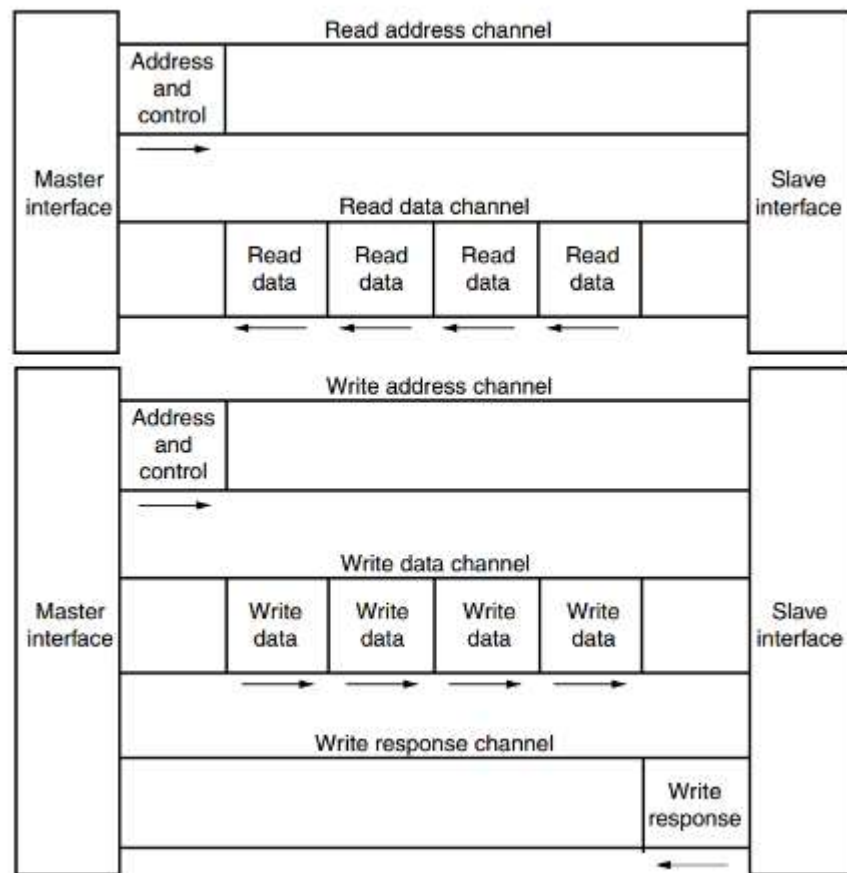 Read address channel
Address
and
control
Master
interface
Slave
interface
Read data channel
Read
data
Read
data
Read
data
Read
data
Write address channel
Address
and
control
Write data channel
Master
interface
Write
data
Write
data
Write
data
Write
data
Slave
interface
Write response channel
Write
response